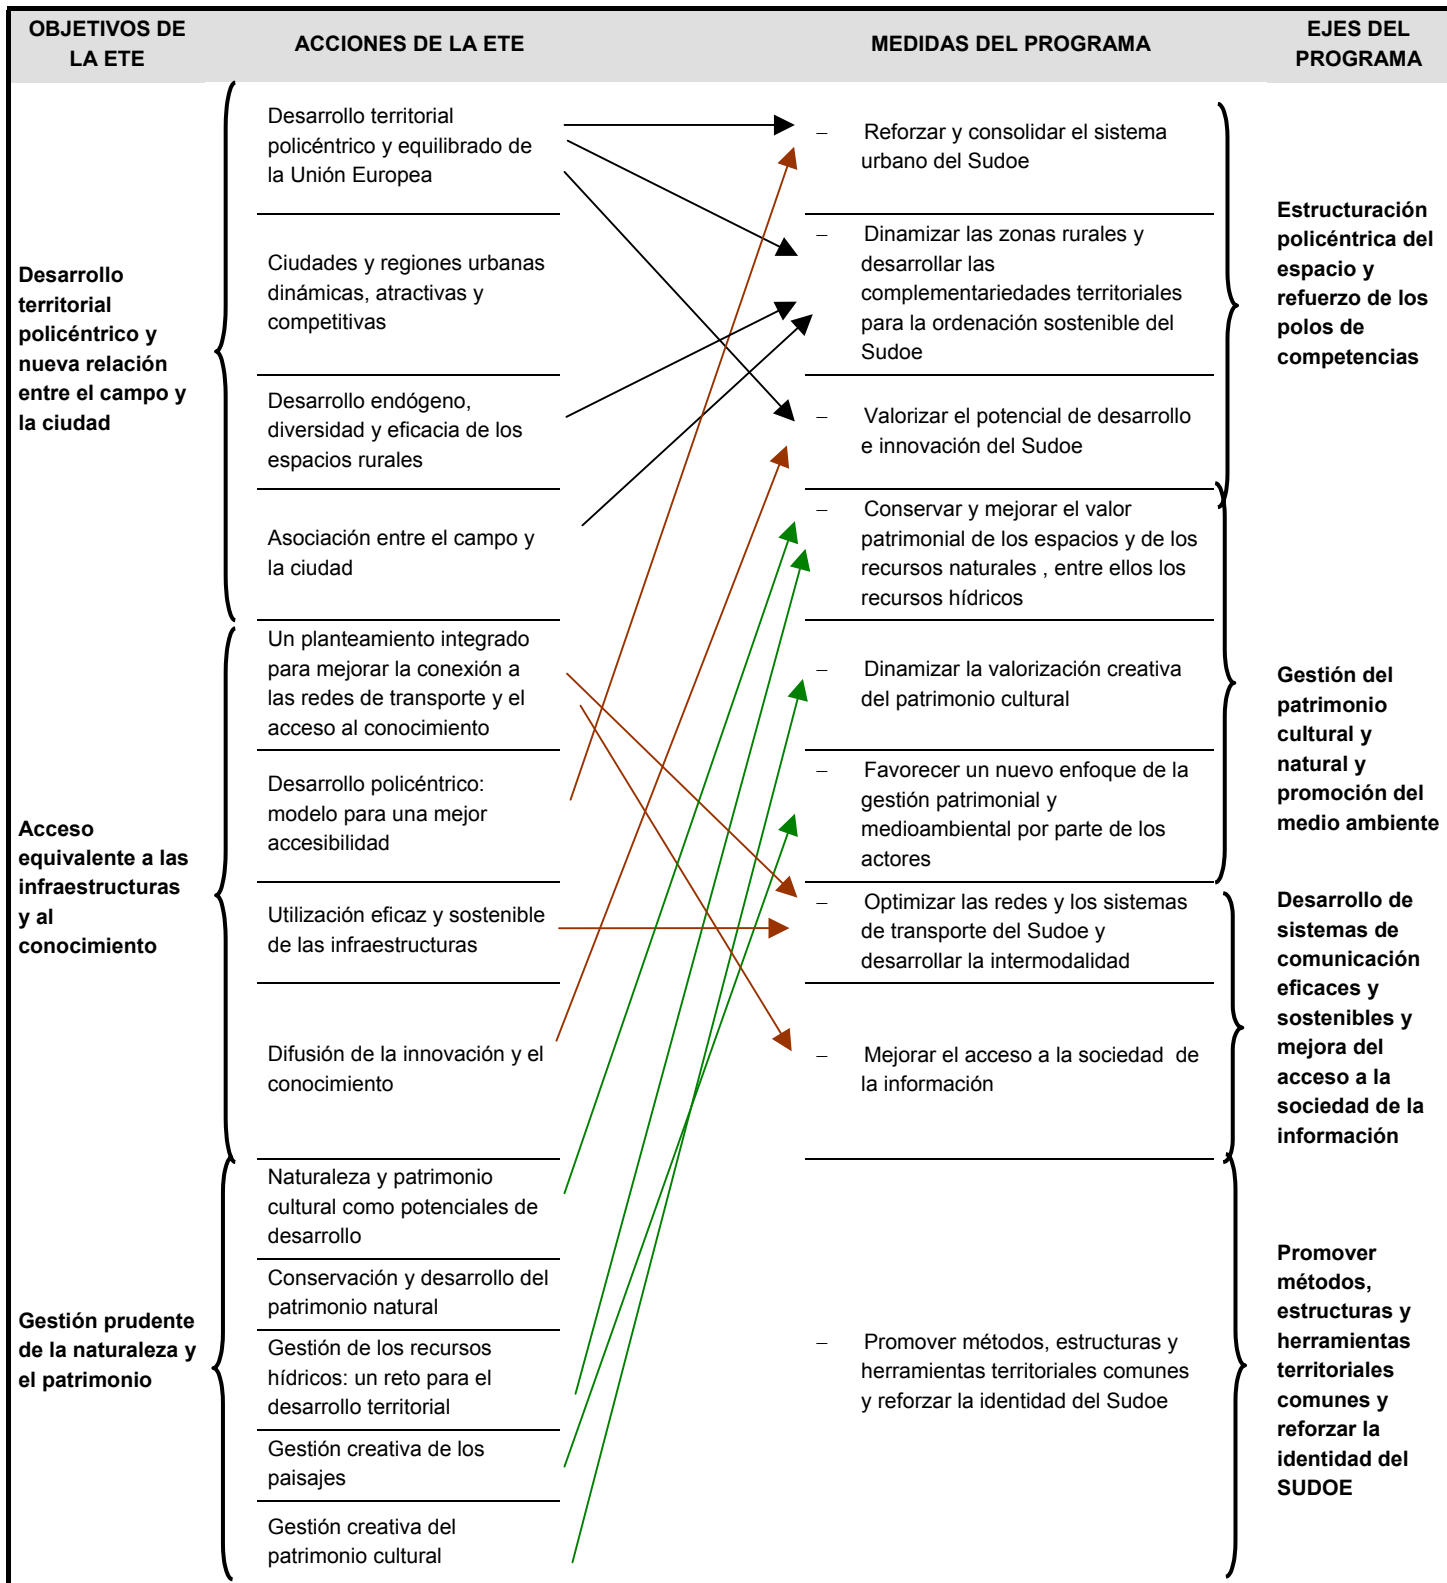 OBJETIVOS DE
LA ETE
ACCIONES DE LA ETE
MEDIDAS DEL PROGRAMA
EJES DEL
PROGRAMA
Desarrollo
territorial
policéntrico y
nueva relación
entre el campo y
la ciudad
Desarrollo territorial
policéntrico y equilibrado de
la Unión Europea
Ciudades y regiones urbanas
dinámicas, atractivas y
competitivas
Desarrollo endógeno,
diversidad y eficacia de los
espacios rurales
Asociación entre el campo y
la ciudad
– Reforzar y consolidar el sistema
urbano del Sudoe
– Dinamizar las zonas rurales y
desarrollar las
complementariedades territoriales
para la ordenación sostenible del
Sudoe
– Valorizar el potencial de desarrollo
e innovación del Sudoe
Estructuración
policéntrica del
espacio y
refuerzo de los
polos de
competencias
Acceso
equivalente a las
infraestructuras
y al
conocimiento
Un planteamiento integrado
para mejorar la conexión a
las redes de transporte y el
acceso al conocimiento
Desarrollo policéntrico:
modelo para una mejor
accesibilidad
Utilización eficaz y sostenible
de las infraestructuras
Difusión de la innovación y el
conocimiento
– Conservar y mejorar el valor
patrimonial de los espacios y de los
recursos naturales , entre ellos los
recursos hídricos
– Dinamizar la valorización creativa
del patrimonio cultural
– Favorecer un nuevo enfoque de la
gestión patrimonial y
medioambiental por parte de los
actores
Gestión del
patrimonio
cultural y
natural y
promoción del
medio ambiente
– Optimizar las redes y los sistemas
de transporte del Sudoe y
desarrollar la intermodalidad
– Mejorar el acceso a la sociedad de
la información
Desarrollo de
sistemas de
comunicación
eficaces y
sostenibles y
mejora del
acceso a la
sociedad de la
información
Gestión prudente
de la naturaleza y
el patrimonio
Naturaleza y patrimonio
cultural como potenciales de
desarrollo
Conservación y desarrollo del
patrimonio natural
Gestión de los recursos
hídricos: un reto para el
desarrollo territorial
Gestión creativa de los
paisajes
Gestión creativa del
patrimonio cultural
– Promover métodos, estructuras y
herramientas territoriales comunes
y reforzar la identidad del Sudoe
Promover
métodos,
estructuras y
herramientas
territoriales
comunes y
reforzar la
identidad del
SUDOE